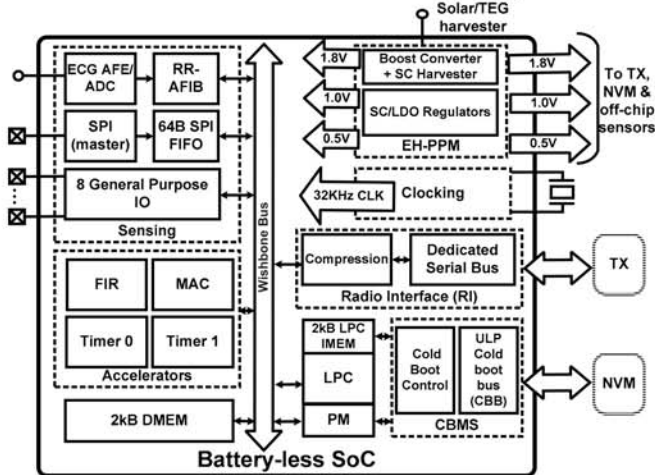 Solar/TEG
harvester
ECG AFE/
ADC
RR-
AFIB
SPI
(master)
64B SPI
FIFO
8 General Purpose
IO
Sensing
FIR
MAC
Timer 0
Timer 1
Accelerators
2kB DMEM
Wishbone Bus
1.8V
1.0V
0.5V
Boost Converter
+ SC Harvester
SC/LDO Regulators
EH-PPM
1.8V
1.0V
0.5V
To TX,
NVM &
off-chip
sensors
32KHz CLK
Clocking
Compression
Dedicated
Serial Bus
Radio Interface (RI)
TX
2kB LPC
IMEM
LPC
PM
Cold
Boot
Control
ULP
Cold
boot
bus
(CBB)
CBMS
NVM
Battery-less SoC